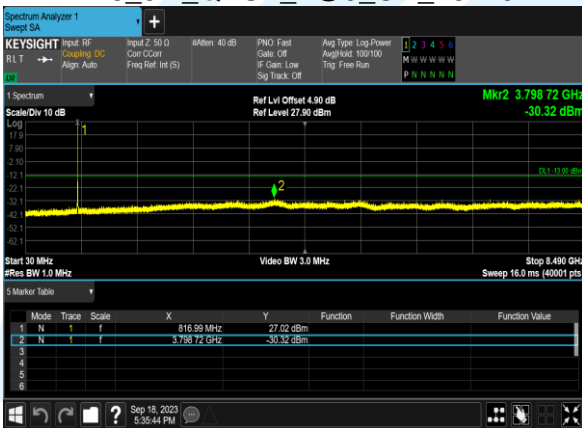 Spectrum Analyzer 1
Swept SA
KEYSIGHT
RLT
LW
Input: RF
Coupling: DC
Align: Auto
Input Z: 50 Ω
Corr CCorr
Freq Ref: Int (S)
#Atten: 40 dB
PNO: Fast
Gate: Off
IF Gain: Low
Sig Track: Off
Avg Type: Log-Power
Avg|Hold: 100/100
Trig: Free Run
1 2 3 4 5 6
M W W W W W
P N N N N N
1 Spectrum
Scale/Div 10 dB
Ref Lvl Offset 4.90 dB
Ref Level 27.90 dBm
Mkr2 3.798 72 GHz
-30.32 dBm
Log
17.9
7.90
-2.10
-12.1
-22.1
-32.1
-42.1
-52.1
-62.1
1
2
DL1 -13.00 dBm
Start 30 MHz
#Res BW 1.0 MHz
Video BW 3.0 MHz
Stop 8.490 GHz
Sweep 16.0 ms (40001 pts
5 Marker Table
Mode Trace Scale X Y Function Function Width Function Value
1 N 1 f 816.99 MHz 27.02 dBm
2 N 1 f 3.798 72 GHz -30.32 dBm
3
4
5
6
?
Sep 18, 2023
5:35:44 PM